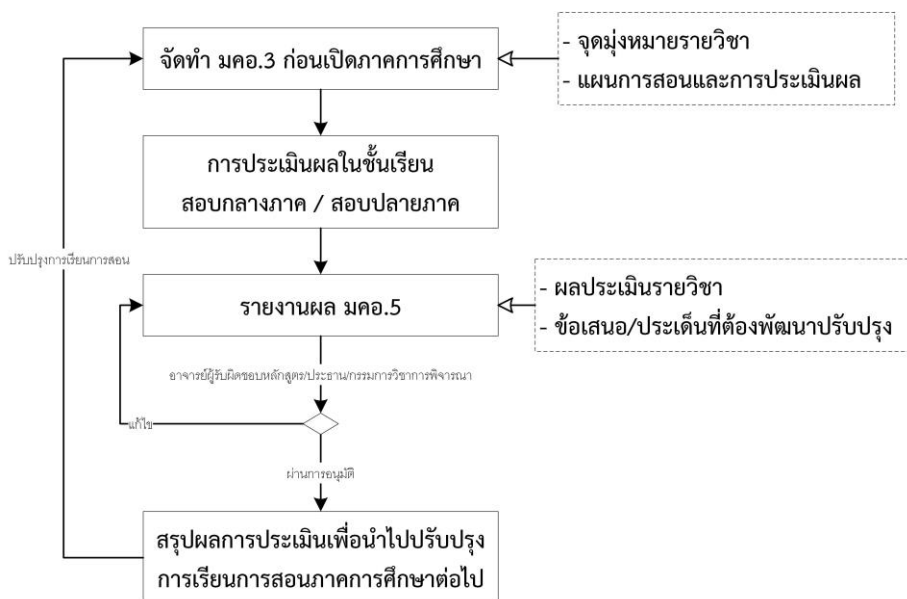 จัดทำ มคอ.3 ก่อนเปิดภาคการศึกษา
- จุดมุ่งหมายรายวิชา
- แผนการสอนและการประเมินผล
การประเมินผลในชั้นเรียน
สอบกลางภาค / สอบปลายภาค
ปรับปรุงการเรียนการสอน
รายงานผล มคอ.5
- ผลประเมินรายวิชา
- ข้อเสนอ/ประเด็นที่ต้องพัฒนาปรับปรุง
อาจารย์ผู้รับผิดชอบหลักสูตร/ประธาน/กรรมการวิชาการพิจารณา
แก้ไข
ผ่านการอนุมัติ
สรุปผลการประเมินเพื่อนำไปปรับปรุง
การเรียนการสอนภาคการศึกษาต่อไป